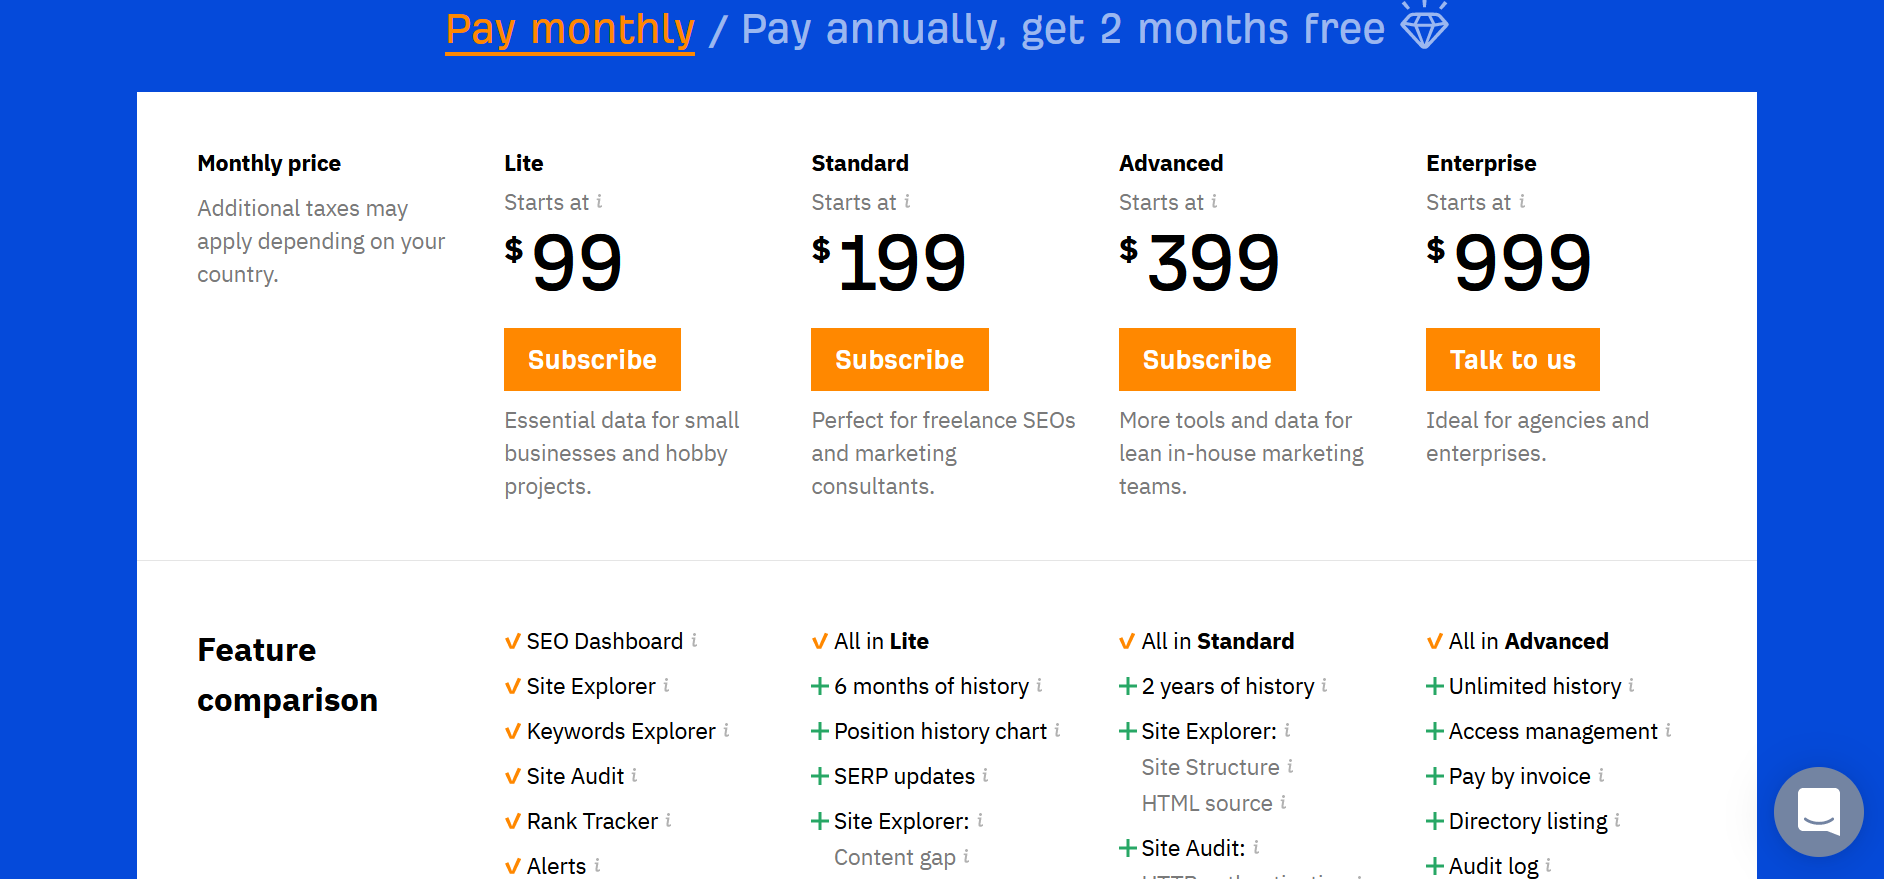 Pay monthly / Pay annually, get 2 months free
Monthly price
Additional taxes may
apply depending on your
country.
Lite
Starts at i
$99
Subscribe
Essential data for small
businesses and hobby
projects.
Standard
Starts at i
$199
Subscribe
Perfect for freelance SEOs
and marketing
consultants.
Advanced
Starts at i
$399
Subscribe
More tools and data for
lean in-house marketing
teams.
Enterprise
Starts at i
$999
Talk to us
Ideal for agencies and
enterprises.
Feature
comparison
SEO Dashboard i
Site Explorer i
Keywords Explorer i
Site Audit i
Rank Tracker i
Alerts i
All in Lite
6 months of history i
Position history chart i
SERP updates i
Site Explorer: i
Content gap i
All in Standard
2 years of history i
Site Explorer: i
Site Structure i
HTML source i
Site Audit: i
All in Advanced
Unlimited history i
Access management i
Pay by invoice i
Directory listing i
Audit log i